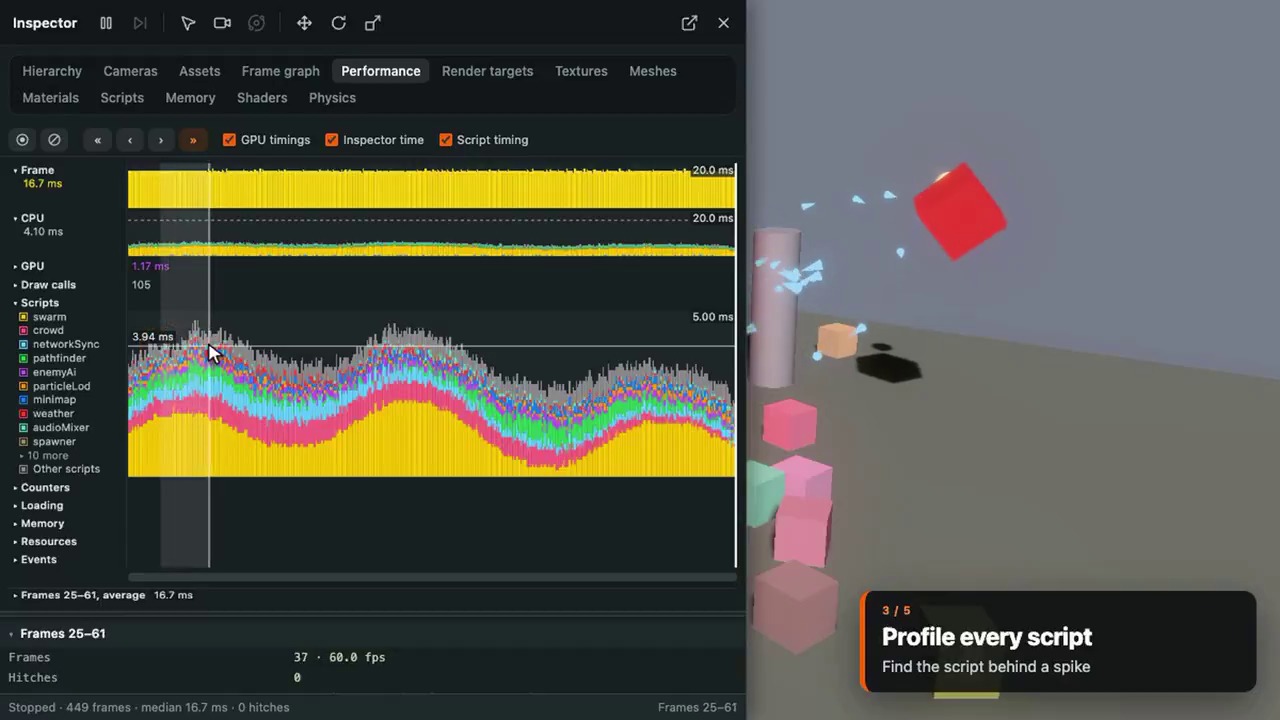 Inspector
Hierarchy Cameras Assets Frame graph Performance Render targets Textures Meshes
Materials Scripts Memory Shaders Physics
« ‹ › » GPU timings Inspector time Script timing
Frame
16.7 ms
20.0 ms
CPU
4.10 ms
20.0 ms
GPU
1.17 ms
Draw calls
105
Scripts
5.00 ms
3.94 ms
swarm
crowd
networkSync
pathfinder
enemyAi
particleLod
minimap
weather
audioMixer
spawner
10 more
Other scripts
Counters
Loading
Memory
Resources
Events
Frames 25–61, average 16.7 ms
Frames 25–61
Frames 37 · 60.0 fps
Hitches 0
Stopped · 449 frames · median 16.7 ms · 0 hitches Frames 25–61
3 / 5
Profile every script
Find the script behind a spike